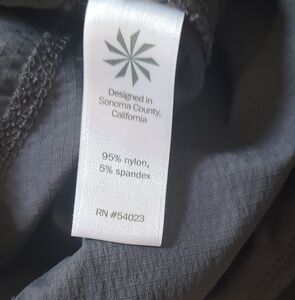 Designed in
Sonoma County,
California
95% nylon,
5% spandex
RN #54023